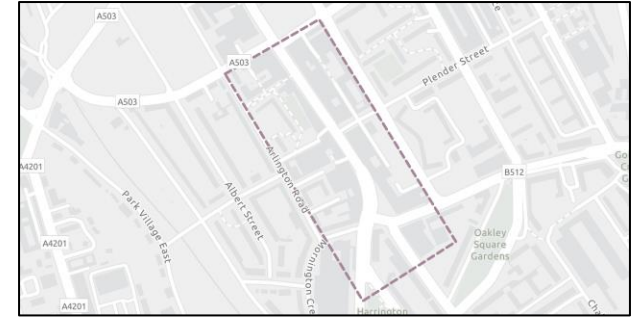 A503
A503
A503
Plender Street
A4201
B512
Arlington Road
Albert Street
Park Village East
Oakley
Square
Gardens
A4201
Mornington Cre
A4201
Harrington